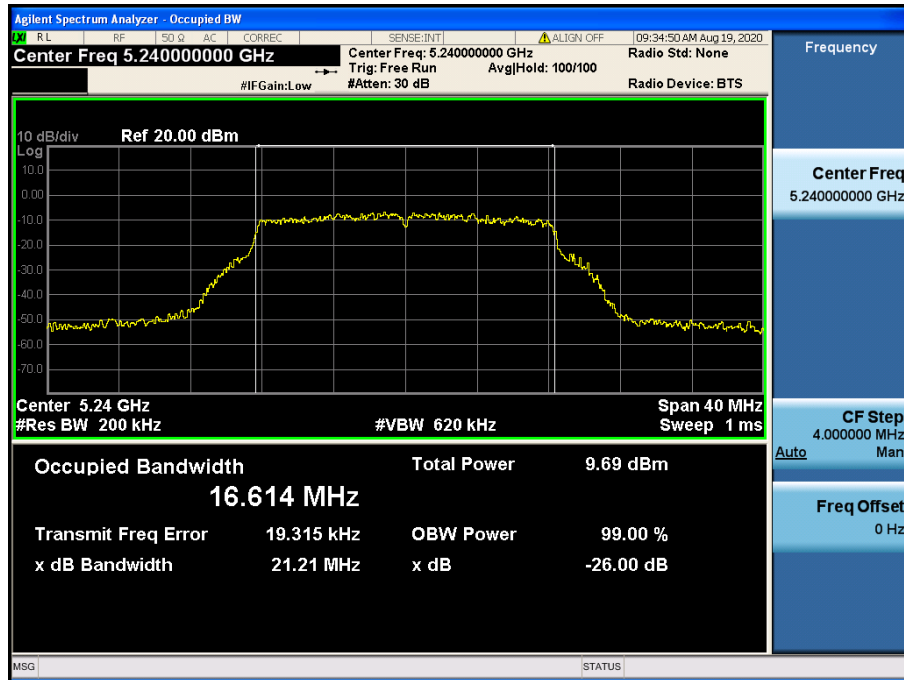 Agilent Spectrum Analyzer - Occupied BW
LXI RL RF 50 Ω AC CORREC SENSE:INT ALIGN OFF 09:34:50 AM Aug 19, 2020
Center Freq 5.240000000 GHz
Center Freq: 5.240000000 GHz Radio Std: None
Trig: Free Run Avg|Hold: 100/100
#IFGain:Low #Atten: 30 dB Radio Device: BTS
10 dB/div Ref 20.00 dBm
Log
10.0
0.00
-10.0
-20.0
-30.0
-40.0
-50.0
-60.0
-70.0
Center 5.24 GHz Span 40 MHz
#Res BW 200 kHz #VBW 620 kHz Sweep 1 ms
Occupied Bandwidth Total Power 9.69 dBm
16.614 MHz
Transmit Freq Error 19.315 kHz OBW Power 99.00 %
x dB Bandwidth 21.21 MHz x dB -26.00 dB
MSG STATUS
Frequency
Center Freq
5.240000000 GHz
CF Step
4.000000 MHz
Auto Man
Freq Offset
0 Hz